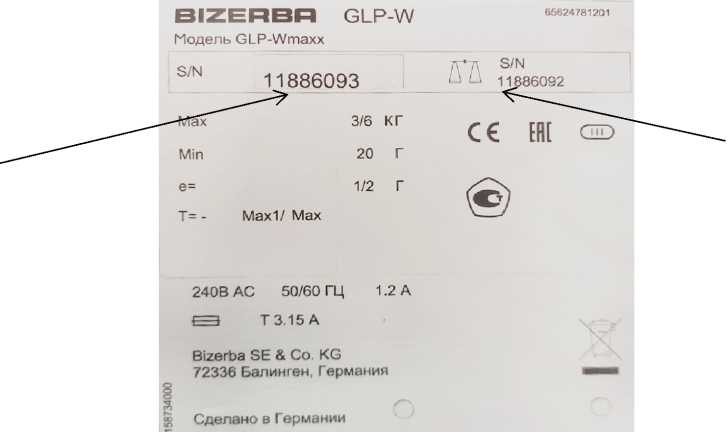 BIZERBA GLP-W 65624781201
Модель GLP-Wmaxx
S/N 11886093
S/N
11886092
Max 3/6 КГ
Min 20 Г
e= 1/2 Г
T= - Max1/ Max
CE EAC
240В AC 50/60 ГЦ 1.2 A
T 3.15 A
Bizerba SE & Co. KG
72336 Балинген, Германия
Сделано в Германии
158734000